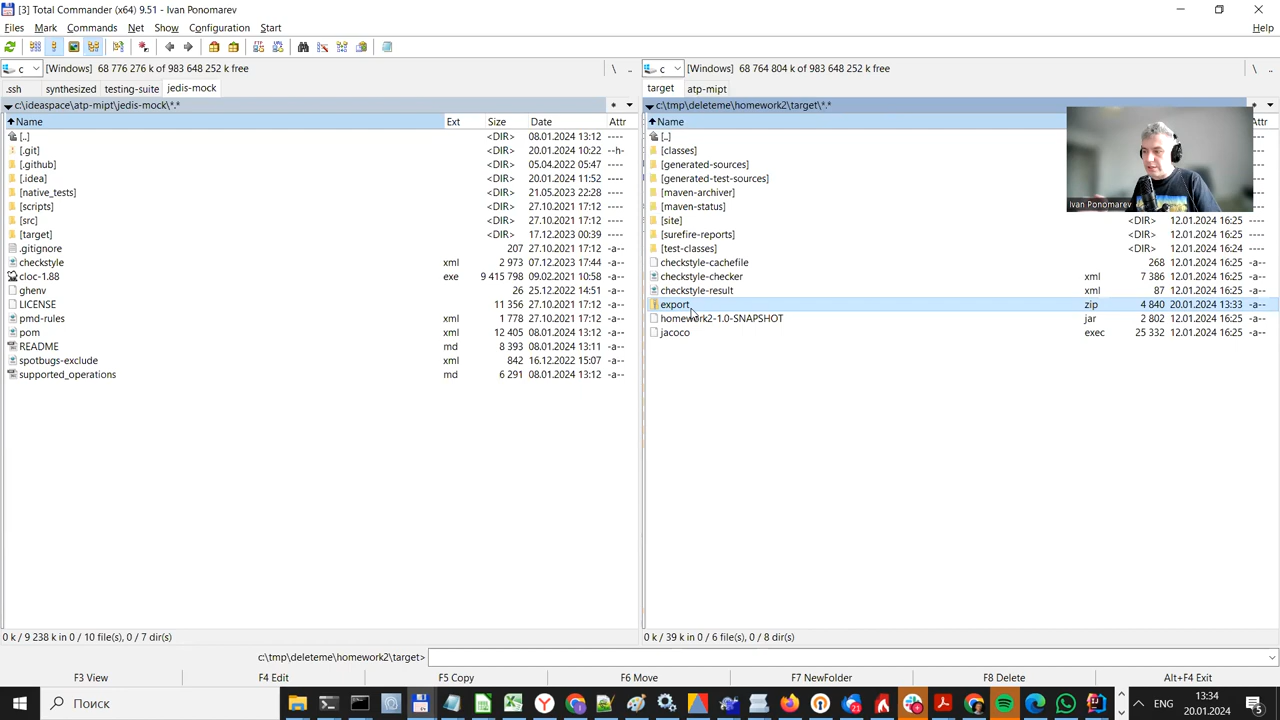 [3] Total Commander (x64) 9.51 - Ivan Ponomarev
Files Mark Commands Net Show Configuration Start Help
c [Windows] 68 776 276 k of 983 648 252 k free \ ..
.ssh synthesized testing-suite jedis-mock
c:\ideaspace\atp-mipt\jedis-mock\*.*
Name Ext Size Date Attr
[..] <DIR> 08.01.2024 13:12 ----
[.git] <DIR> 20.01.2024 10:22 --h-
[.github] <DIR> 05.04.2022 05:47 ----
[.idea] <DIR> 20.01.2024 11:52 ----
[native_tests] <DIR> 21.05.2023 22:28 ----
[scripts] <DIR> 27.10.2021 17:12 ----
[src] <DIR> 27.10.2021 17:12 ----
[target] <DIR> 17.12.2023 00:39 ----
.gitignore 207 27.10.2021 17:12 -a--
checkstyle xml 2 973 07.12.2023 17:44 -a--
cloc-1.88 exe 9 415 798 09.02.2021 10:58 -a--
ghenv 26 25.12.2022 14:51 -a--
LICENSE 11 356 27.10.2021 17:12 -a--
pmd-rules xml 1 778 27.10.2021 17:12 -a--
pom xml 12 405 08.01.2024 13:12 -a--
README md 8 393 08.01.2024 13:11 -a--
spotbugs-exclude xml 842 16.12.2022 15:07 -a--
supported_operations md 6 291 08.01.2024 13:12 -a--
0 k / 9 238 k in 0 / 10 file(s), 0 / 7 dir(s)
c [Windows] 68 764 804 k of 983 648 252 k free \ ..
target atp-mipt
c:\tmp\deleteme\homework2\target\*.*
Name Attr
[..]
[classes]
[generated-sources]
[generated-test-sources]
[maven-archiver]
[maven-status]
[site] <DIR> 12.01.2024 16:25 ----
[surefire-reports] <DIR> 12.01.2024 16:25 ----
[test-classes] <DIR> 12.01.2024 16:24 ----
checkstyle-cachefile 268 12.01.2024 16:25 -a--
checkstyle-checker xml 7 386 12.01.2024 16:25 -a--
checkstyle-result xml 87 12.01.2024 16:25 -a--
export zip 4 840 20.01.2024 13:33 -a--
homework2-1.0-SNAPSHOT jar 2 802 12.01.2024 16:25 -a--
jacoco exec 25 332 12.01.2024 16:25 -a--
Ivan Ponomarev
0 k / 39 k in 0 / 6 file(s), 0 / 8 dir(s)
c:\tmp\deleteme\homework2\target>
F3 View F4 Edit F5 Copy F6 Move F7 NewFolder F8 Delete Alt+F4 Exit
Поиск
ENG
13:34
20.01.2024
5